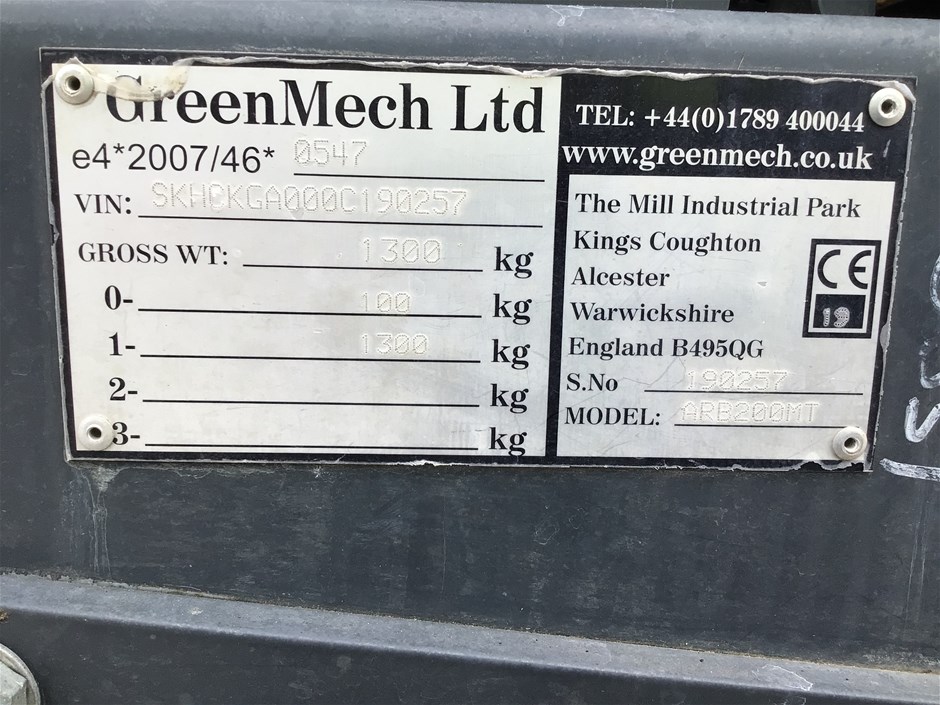 GreenMech Ltd
e4*2007/46* 0547
VIN: SKHCKGA000C190257
GROSS WT: 1300 kg
0- 100 kg
1- 1300 kg
2- kg
3- kg
TEL: +44(0)1789 400044
www.greenmech.co.uk
The Mill Industrial Park
Kings Coughton
Alcester
Warwickshire
England B495QG
CE
19
S.No 190257
MODEL: ARB200MT